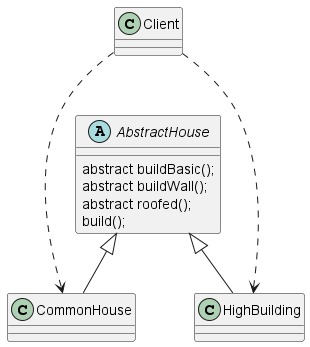 C Client
A AbstractHouse
abstract buildBasic();
abstract buildWall();
abstract roofed();
build();
C CommonHouse
C HighBuilding